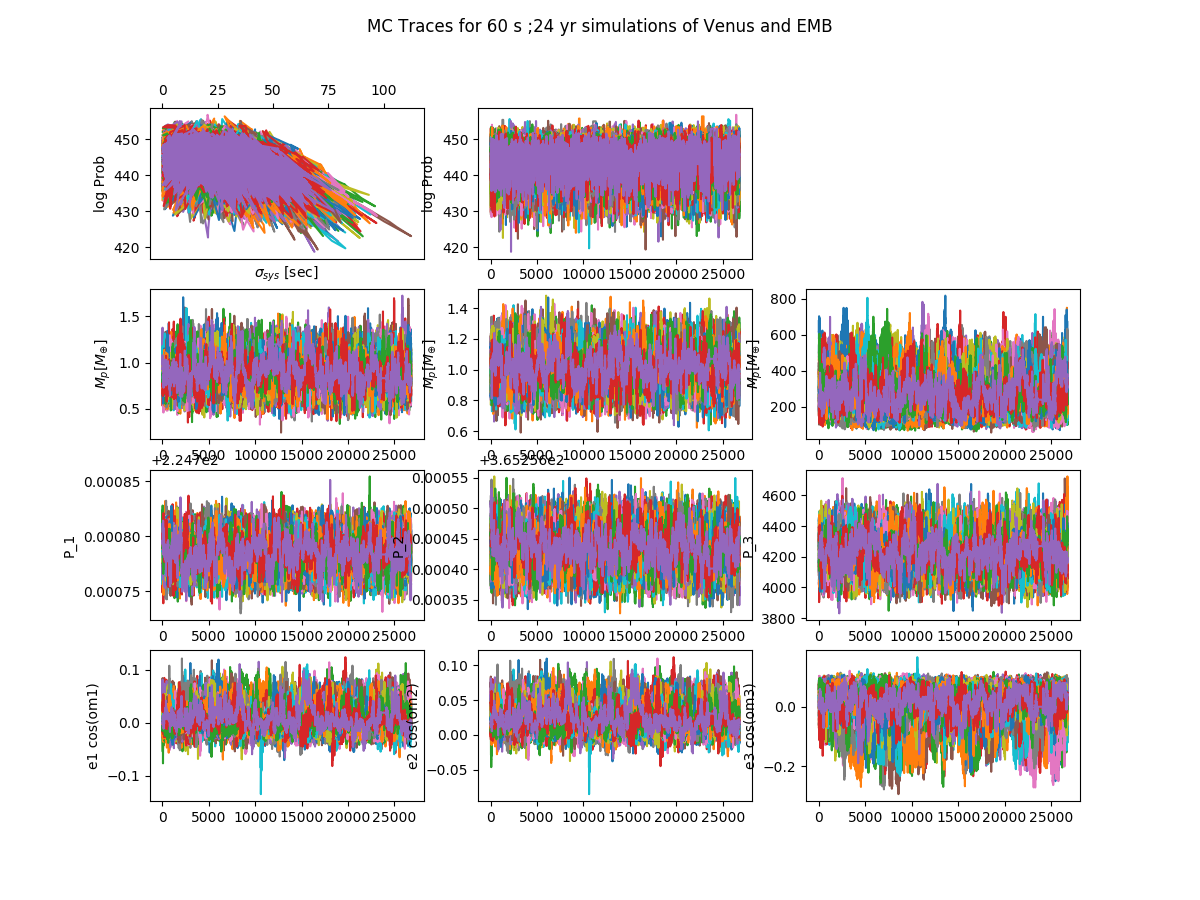 MC Traces for 60 s ;24 yr simulations of Venus and EMB
0 25 50 75 100
450
440
430
420
log Prob
σsys [sec]
450
440
430
420
log Prob
0 5000 10000 15000 20000 25000
1.5
1.0
0.5
Mp[M⊕]
0 5000 10000 15000 20000 25000
1.4
1.2
1.0
0.8
0.6
Mp[M⊕]
0 5000 10000 15000 20000 25000
800
600
400
200
Mp[M⊕]
0 5000 10000 15000 20000 25000
+2.247e2
0.00085
0.00080
0.00075
P_1
0 5000 10000 15000 20000 25000
+3.65256e2
0.00055
0.00050
0.00045
0.00040
0.00035
P_2
0 5000 10000 15000 20000 25000
4600
4400
4200
4000
3800
P_3
0 5000 10000 15000 20000 25000
0.1
0.0
−0.1
e1 cos(om1)
0 5000 10000 15000 20000 25000
0.10
0.05
0.00
−0.05
e2 cos(om2)
0 5000 10000 15000 20000 25000
0.0
−0.2
e3 cos(om3)
0 5000 10000 15000 20000 25000